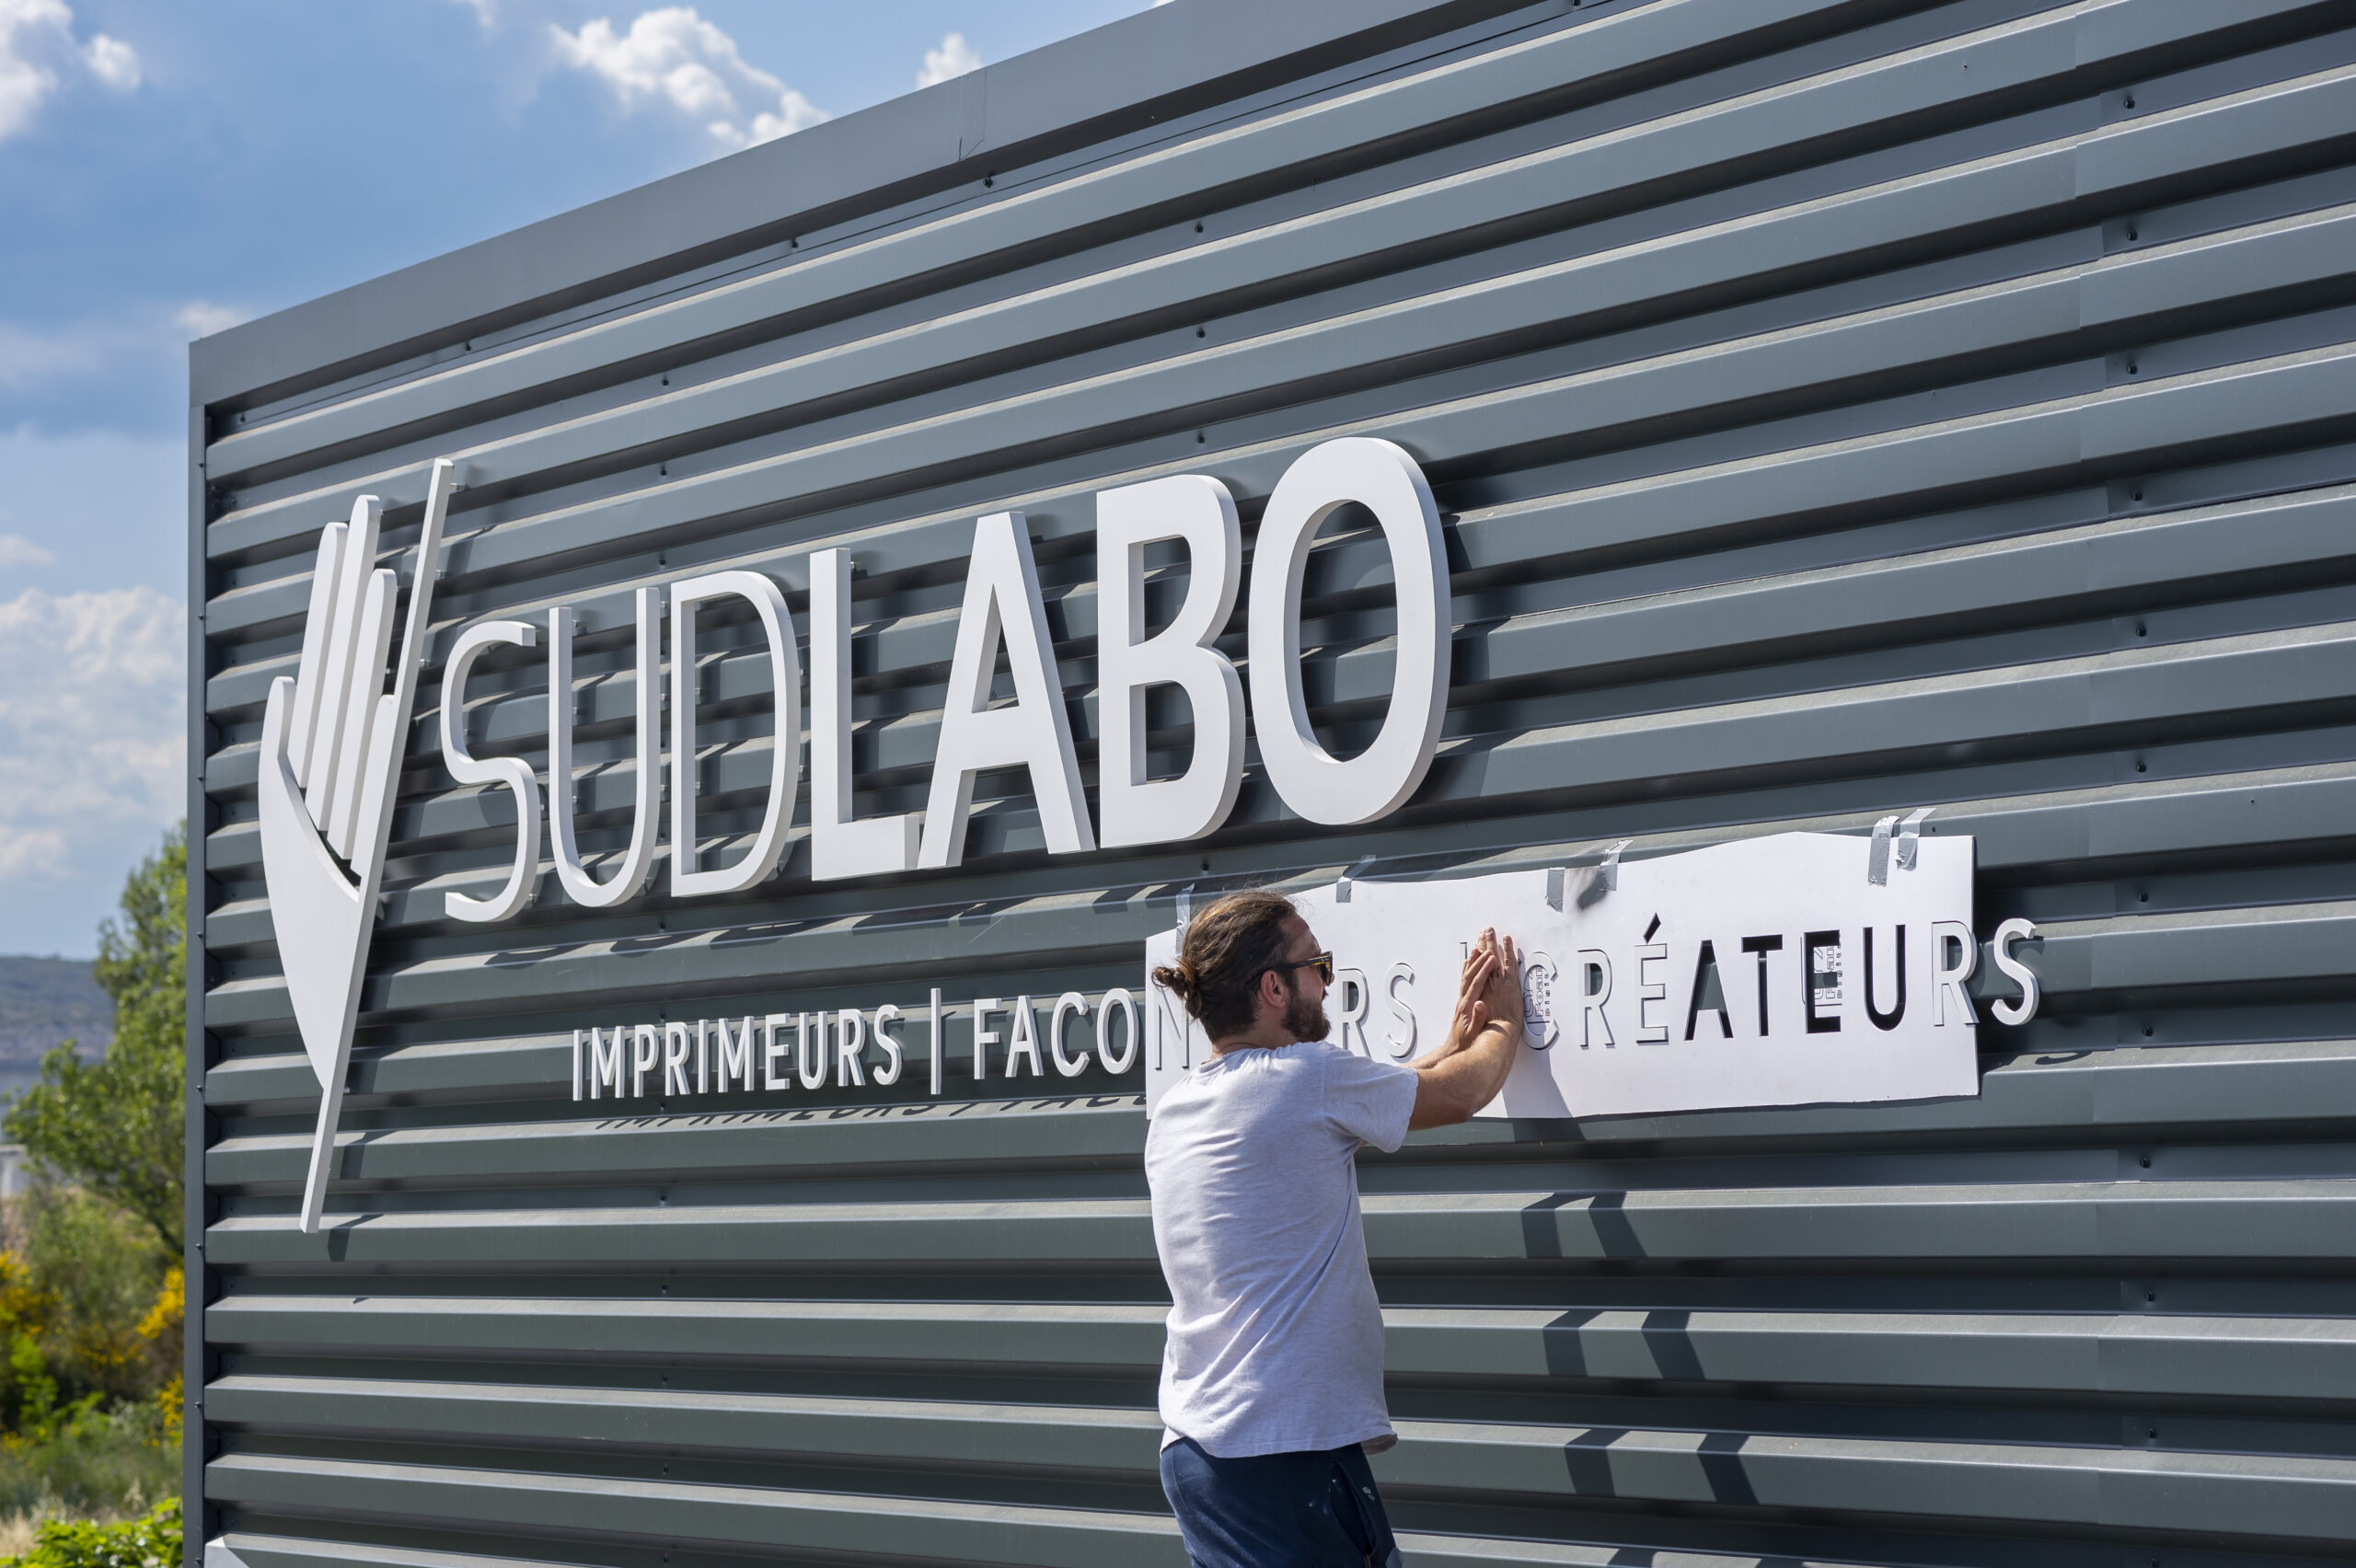 SUDLABO
IMPRIMEURS | FACON RS | CRÉATEURS